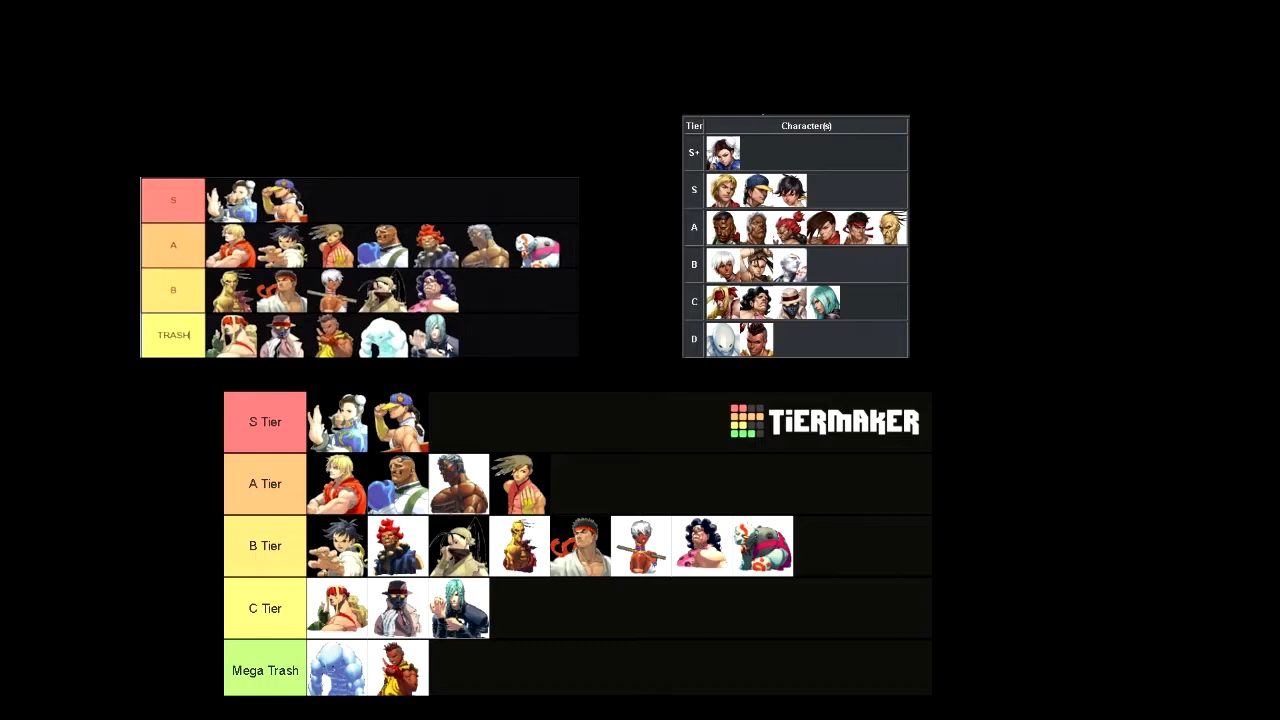 S
A
B
TRASH
Tier Character(s)
S+
S
A
B
C
D
S Tier
TiERMAKER
A Tier
B Tier
C Tier
Mega Trash